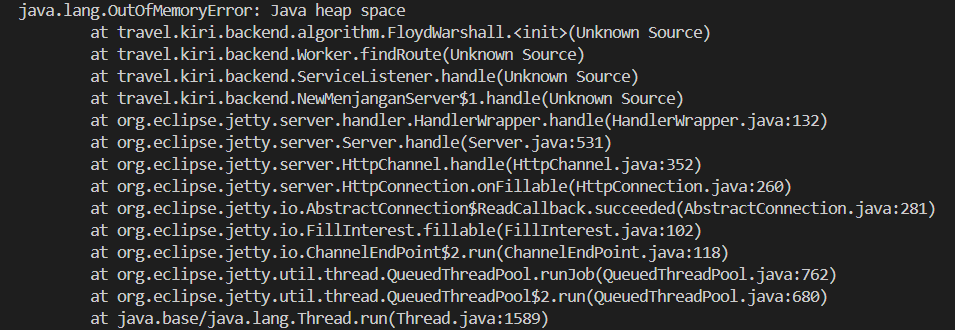 java.lang.OutOfMemoryError: Java heap space
at travel.kiri.backend.algorithm.FloydWarshall.<init>(Unknown Source)
at travel.kiri.backend.Worker.findRoute(Unknown Source)
at travel.kiri.backend.ServiceListener.handle(Unknown Source)
at travel.kiri.backend.NewMenjanganServer$1.handle(Unknown Source)
at org.eclipse.jetty.server.handler.HandlerWrapper.handle(HandlerWrapper.java:132)
at org.eclipse.jetty.server.Server.handle(Server.java:531)
at org.eclipse.jetty.server.HttpChannel.handle(HttpChannel.java:352)
at org.eclipse.jetty.server.HttpConnection.onFillable(HttpConnection.java:260)
at org.eclipse.jetty.io.AbstractConnection$ReadCallback.succeeded(AbstractConnection.java:281)
at org.eclipse.jetty.io.FillInterest.fillable(FillInterest.java:102)
at org.eclipse.jetty.io.ChannelEndPoint$2.run(ChannelEndPoint.java:118)
at org.eclipse.jetty.util.thread.QueuedThreadPool.runJob(QueuedThreadPool.java:762)
at org.eclipse.jetty.util.thread.QueuedThreadPool$2.run(QueuedThreadPool.java:680)
at java.base/java.lang.Thread.run(Thread.java:1589)